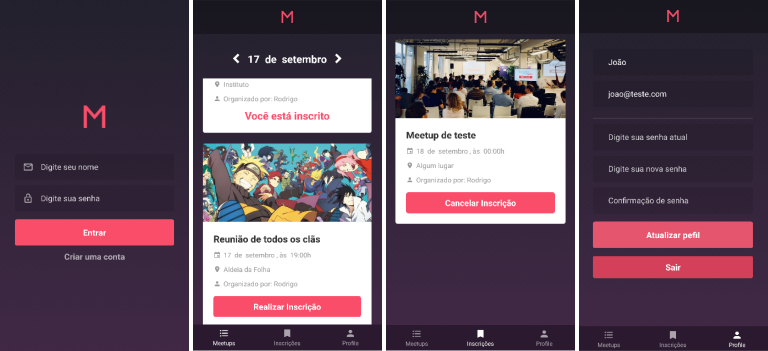 M
Digite seu nome
Digite sua senha
Entrar
Criar uma conta
M
17 de setembro
Instituto
Organizado por: Rodrigo
Você está inscrito
Reunião de todos os clãs
17 de setembro, às 19:00h
Aldeia da Folha
Organizado por: Rodrigo
Realizar Inscrição
Meetups
Inscrições
Profile
M
Meetup de teste
18 de setembro, às 00:00h
Algum lugar
Organizado por: Rodrigo
Cancelar Inscrição
Meetups
Inscrições
Profile
M
João
joao@teste.com
Digite sua senha atual
Digite sua nova senha
Confirmação de senha
Atualizar pefil
Sair
Meetups
Inscrições
Profile